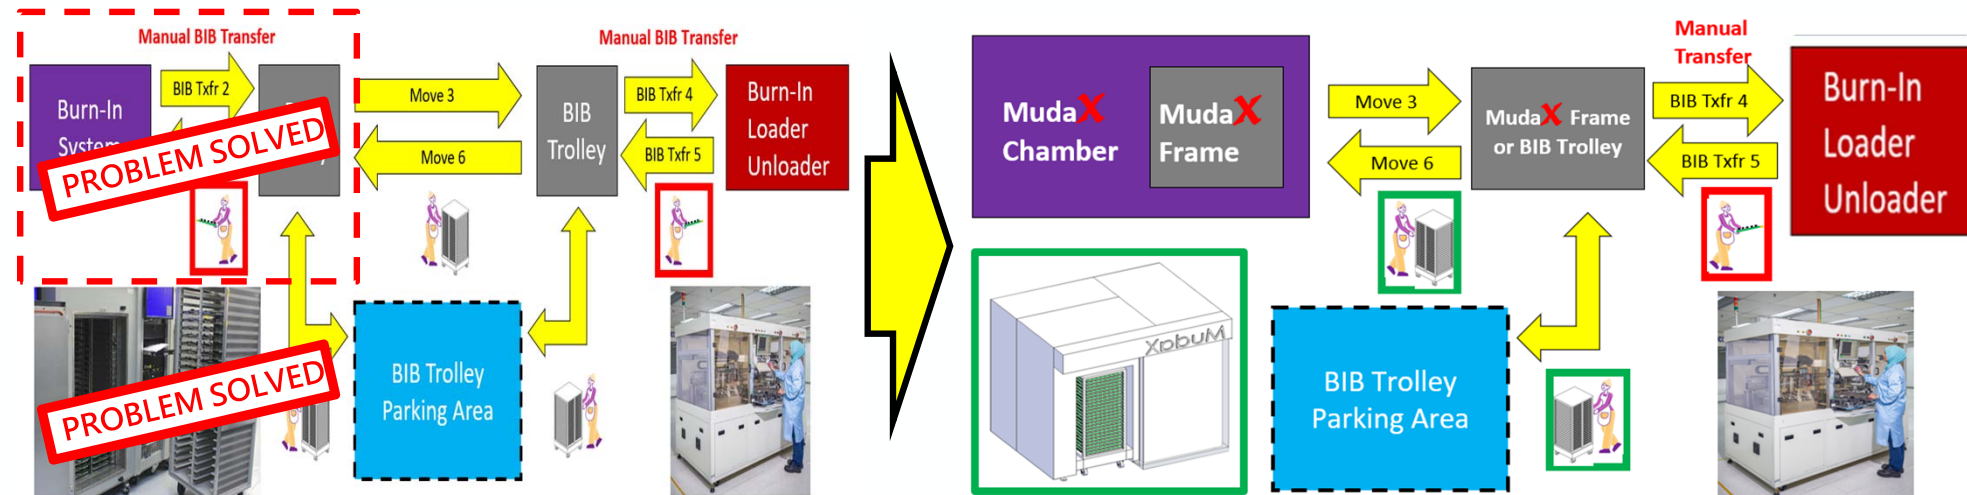 Manual BIB Transfer
Burn-In
System
BIB Txfr 2
PROBLEM SOLVED
Move 3
Move 6
BIB
Trolley
Manual BIB Transfer
BIB Txfr 4
BIB Txfr 5
Burn-In
Loader
Unloader
PROBLEM SOLVED
BIB Trolley
Parking Area
MudaX
Chamber
MudaX
Frame
Move 3
Move 6
MudaX Frame
or BIB Trolley
Manual
Transfer
BIB Txfr 4
BIB Txfr 5
Burn-In
Loader
Unloader
MudaX
BIB Trolley
Parking Area